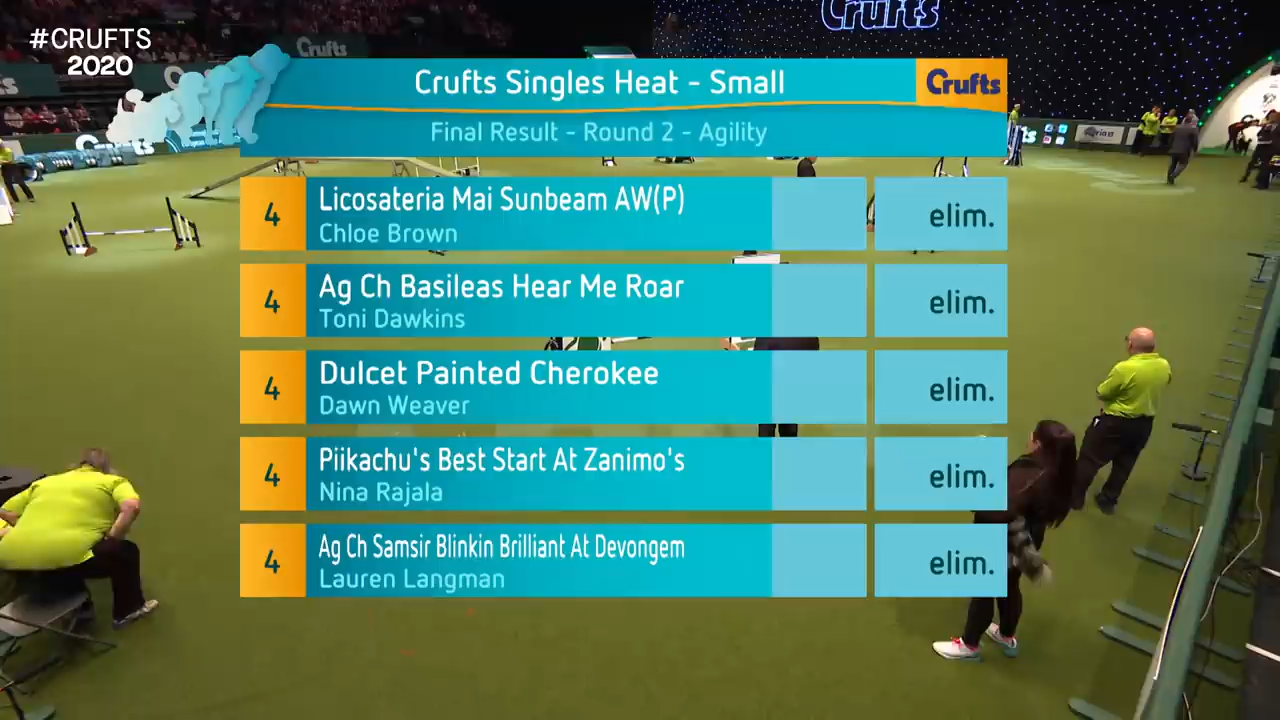 #CRUFTS
2020
Crufts
Crufts
Crufts Singles Heat - Small
Crufts
Final Result - Round 2 - Agility
Crufts
4
Licosateria Mai Sunbeam AW(P)
Chloe Brown
elim.
4
Ag Ch Basileas Hear Me Roar
Toni Dawkins
elim.
4
Dulcet Painted Cherokee
Dawn Weaver
elim.
4
Piikachu's Best Start At Zanimo's
Nina Rajala
elim.
4
Ag Ch Samsir Blinkin Brilliant At Devongem
Lauren Langman
elim.